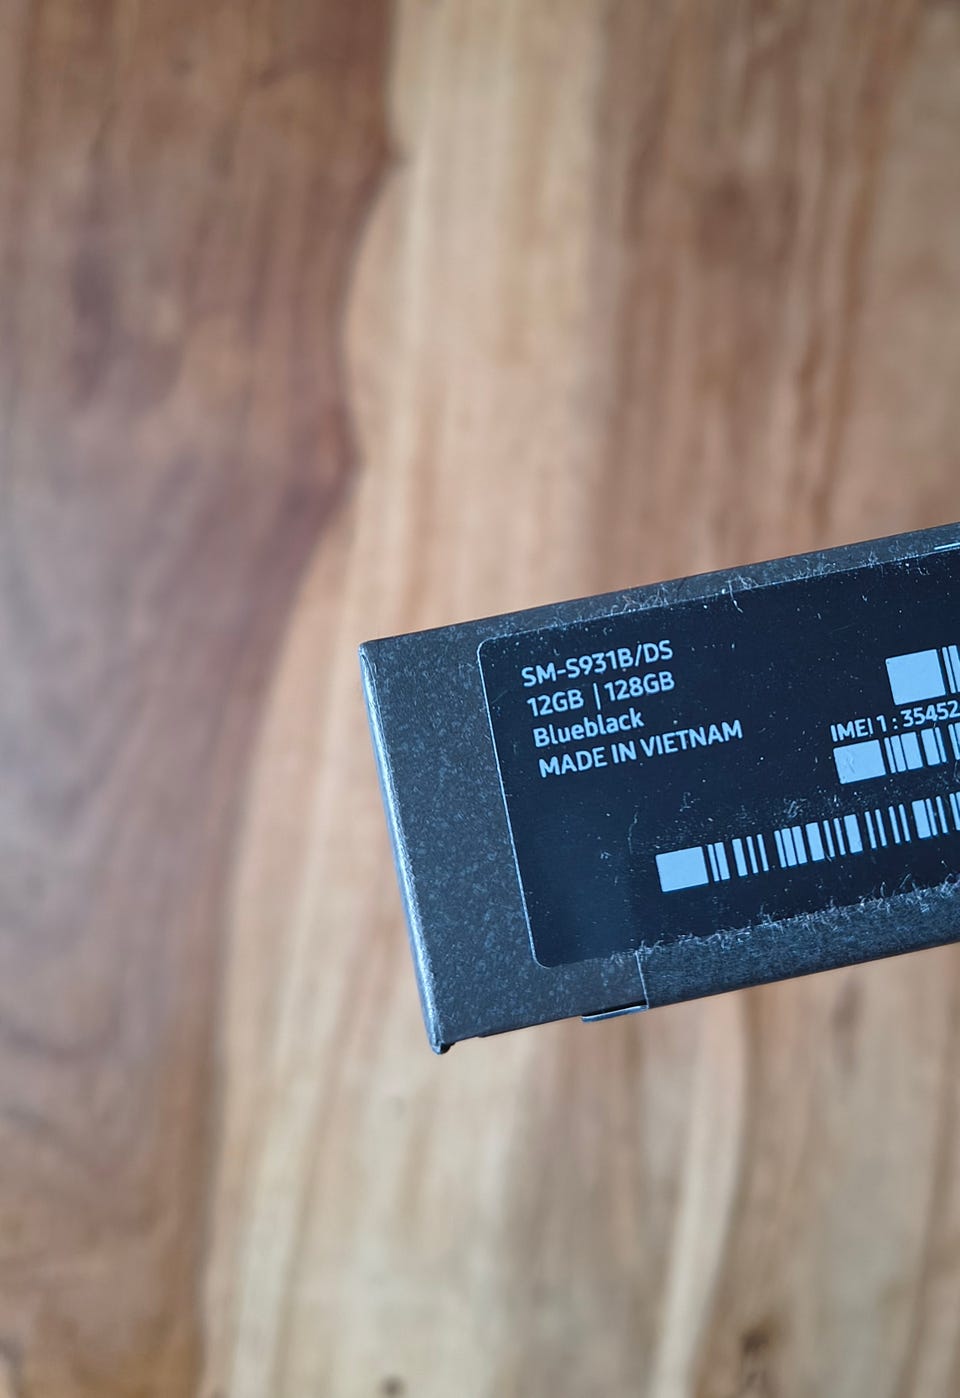 SM-S931B/DS
12GB | 128GB
Blueblack
MADE IN VIETNAM
IMEI 1 : 35452